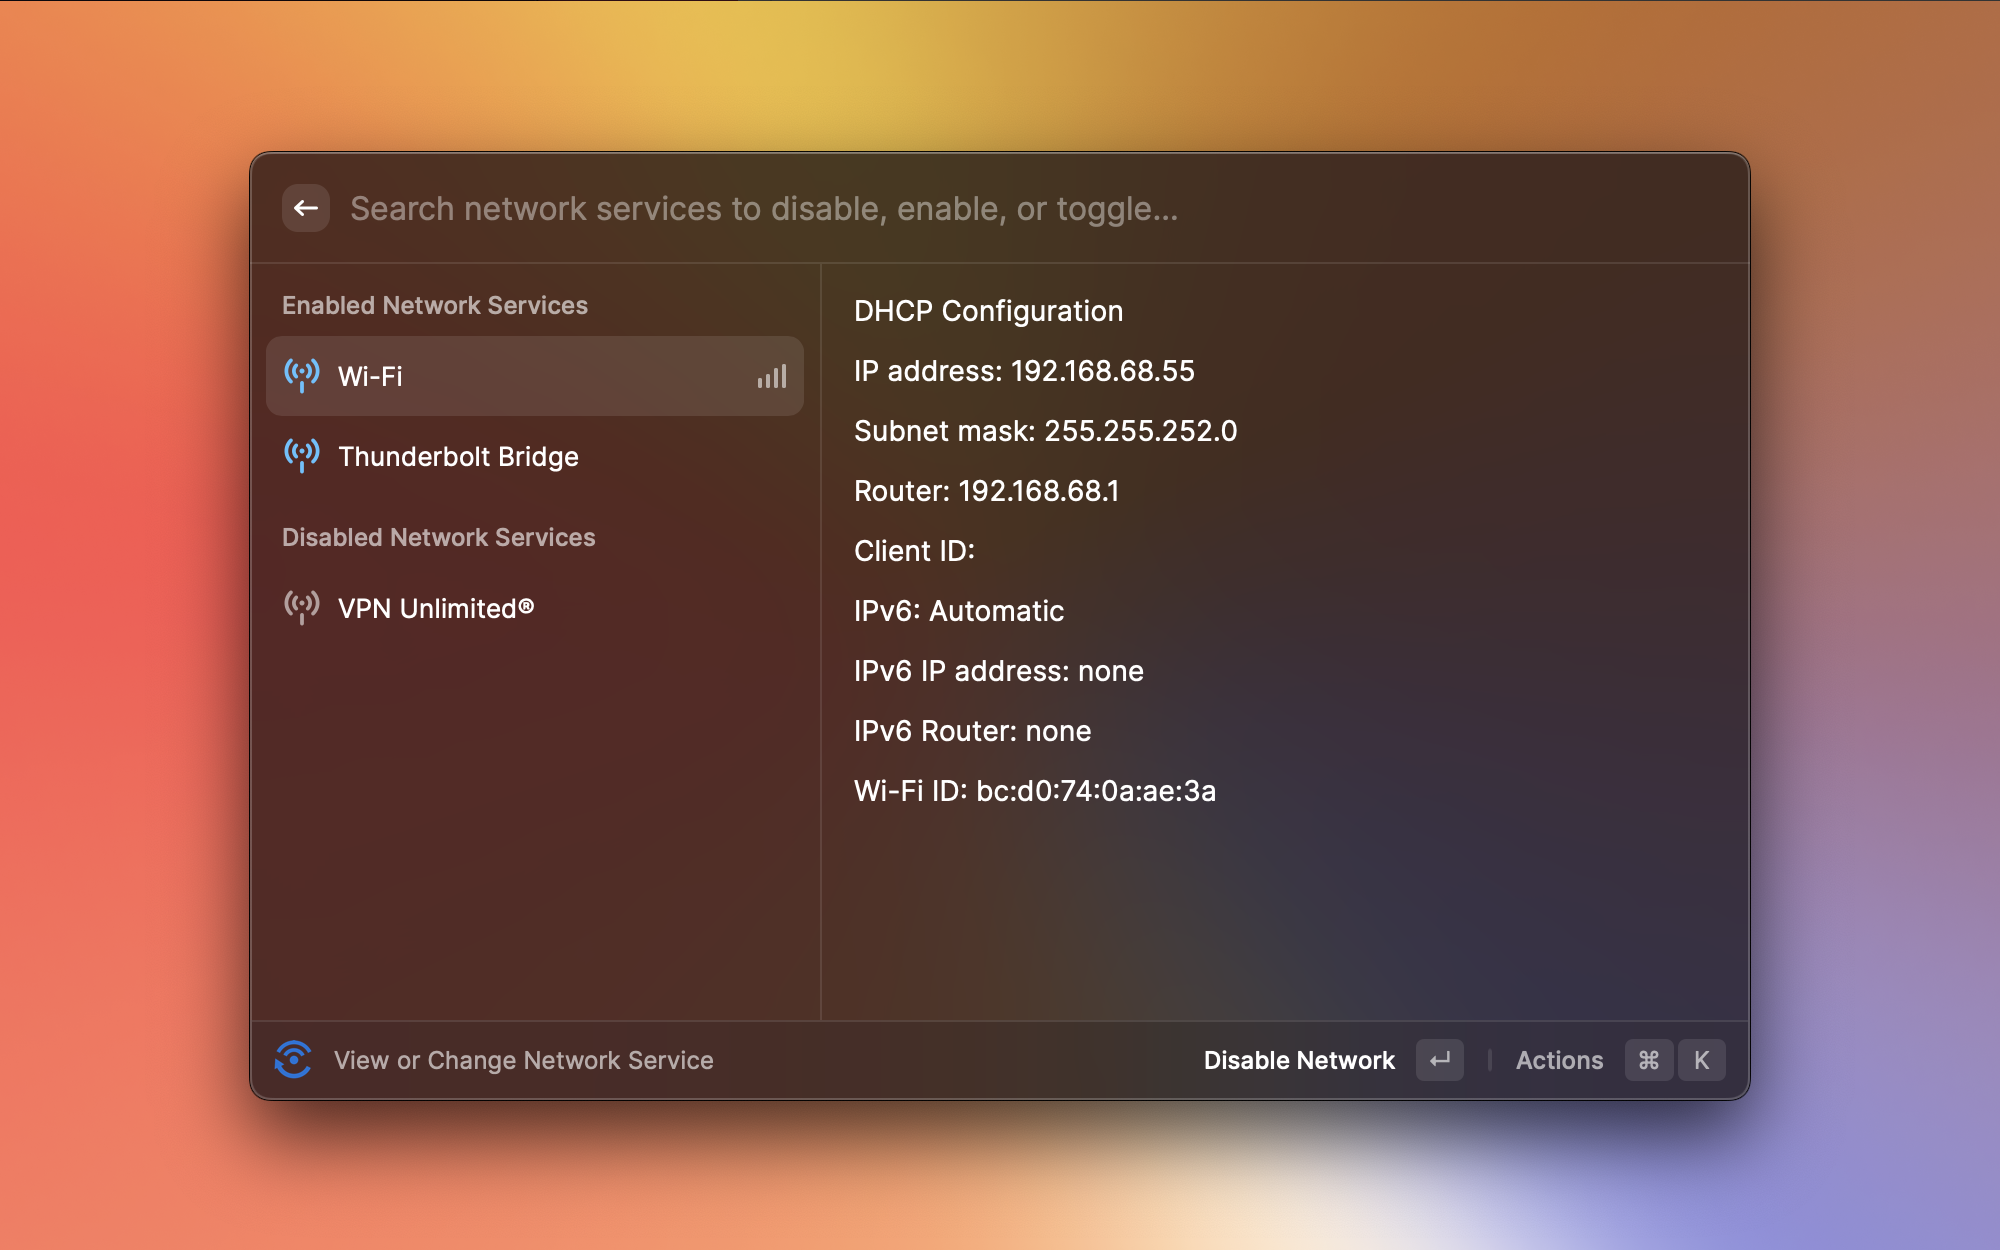 Search network services to disable, enable, or toggle...
Enabled Network Services
Wi-Fi
Thunderbolt Bridge
Disabled Network Services
VPN Unlimited®
DHCP Configuration
IP address: 192.168.68.55
Subnet mask: 255.255.252.0
Router: 192.168.68.1
Client ID:
IPv6: Automatic
IPv6 IP address: none
IPv6 Router: none
Wi-Fi ID: bc:d0:74:0a:ae:3a
View or Change Network Service
Disable Network ↵ | Actions ⌘ K